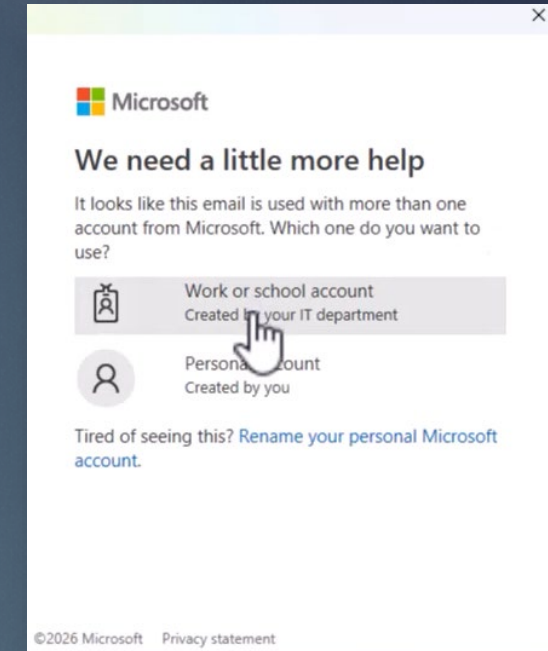 Microsoft
We need a little more help
It looks like this email is used with more than one
account from Microsoft. Which one do you want to
use?
Work or school account
Created your IT department
Created by you
Tired of seeing this? Rename your personal Microsoft
account.
©2026 Microsoft Privacy statement